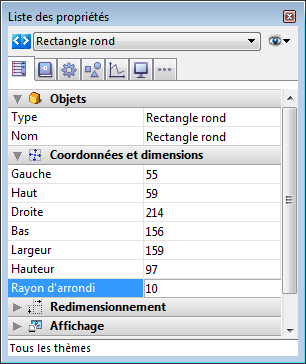 Liste des propriétés
Rectangle rond
Objets
Type Rectangle rond
Nom Rectangle rond
Coordonnées et dimensions
Gauche 55
Haut 59
Droite 214
Bas 156
Largeur 159
Hauteur 97
Rayon d'arrondi 10
Redimensionnement
Affichage
Tous les thèmes